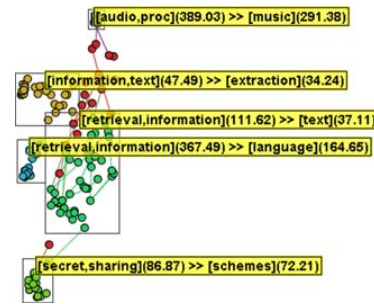 [audio,proc](389.03) >> [music](291.38)
[information,text](47.49) >> [extraction](34.24)
[retrieval,information](111.62) >> [text](37.11)
[retrieval,information](367.49) >> [language](164.65)
[secret,sharing](86.87) >> [schemes](72.21)